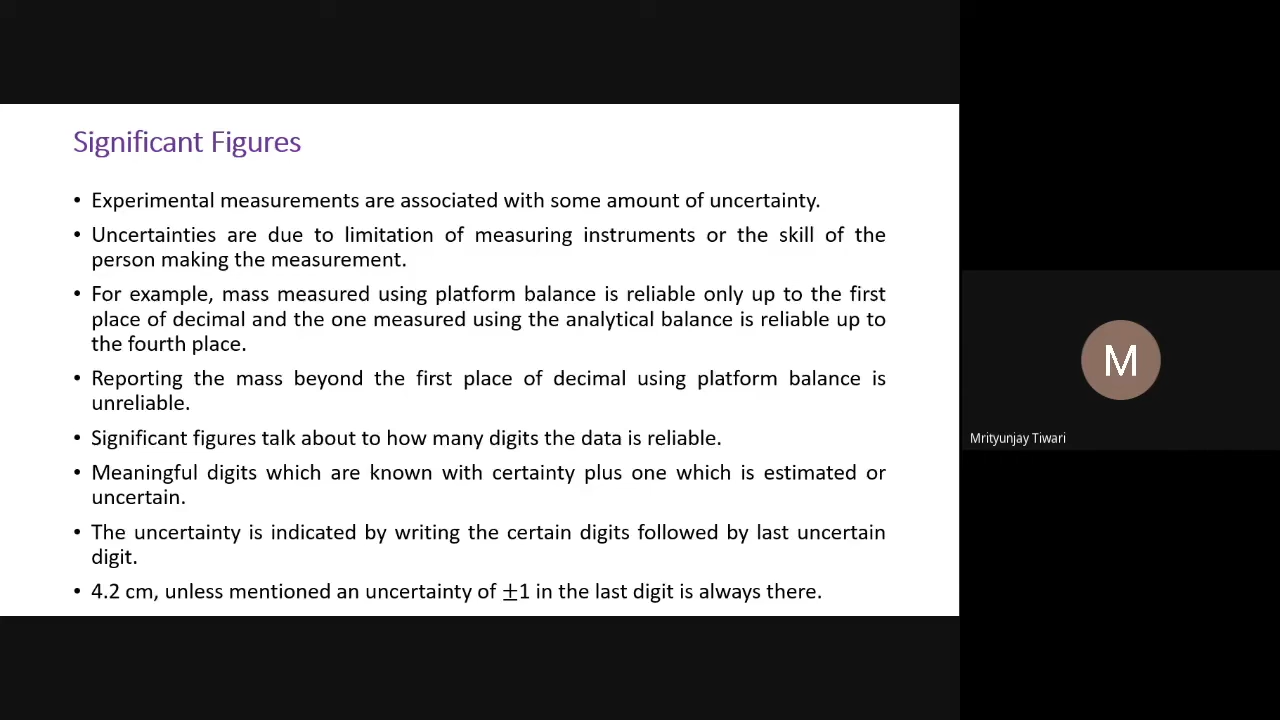 Significant Figures
• Experimental measurements are associated with some amount of uncertainty.
• Uncertainties are due to limitation of measuring instruments or the skill of the
person making the measurement.
• For example, mass measured using platform balance is reliable only up to the first
place of decimal and the one measured using the analytical balance is reliable up to
the fourth place.
• Reporting the mass beyond the first place of decimal using platform balance is
unreliable.
• Significant figures talk about to how many digits the data is reliable.
• Meaningful digits which are known with certainty plus one which is estimated or
uncertain.
• The uncertainty is indicated by writing the certain digits followed by last uncertain
digit.
• 4.2 cm, unless mentioned an uncertainty of ±1 in the last digit is always there.
M
Mrityunjay Tiwari